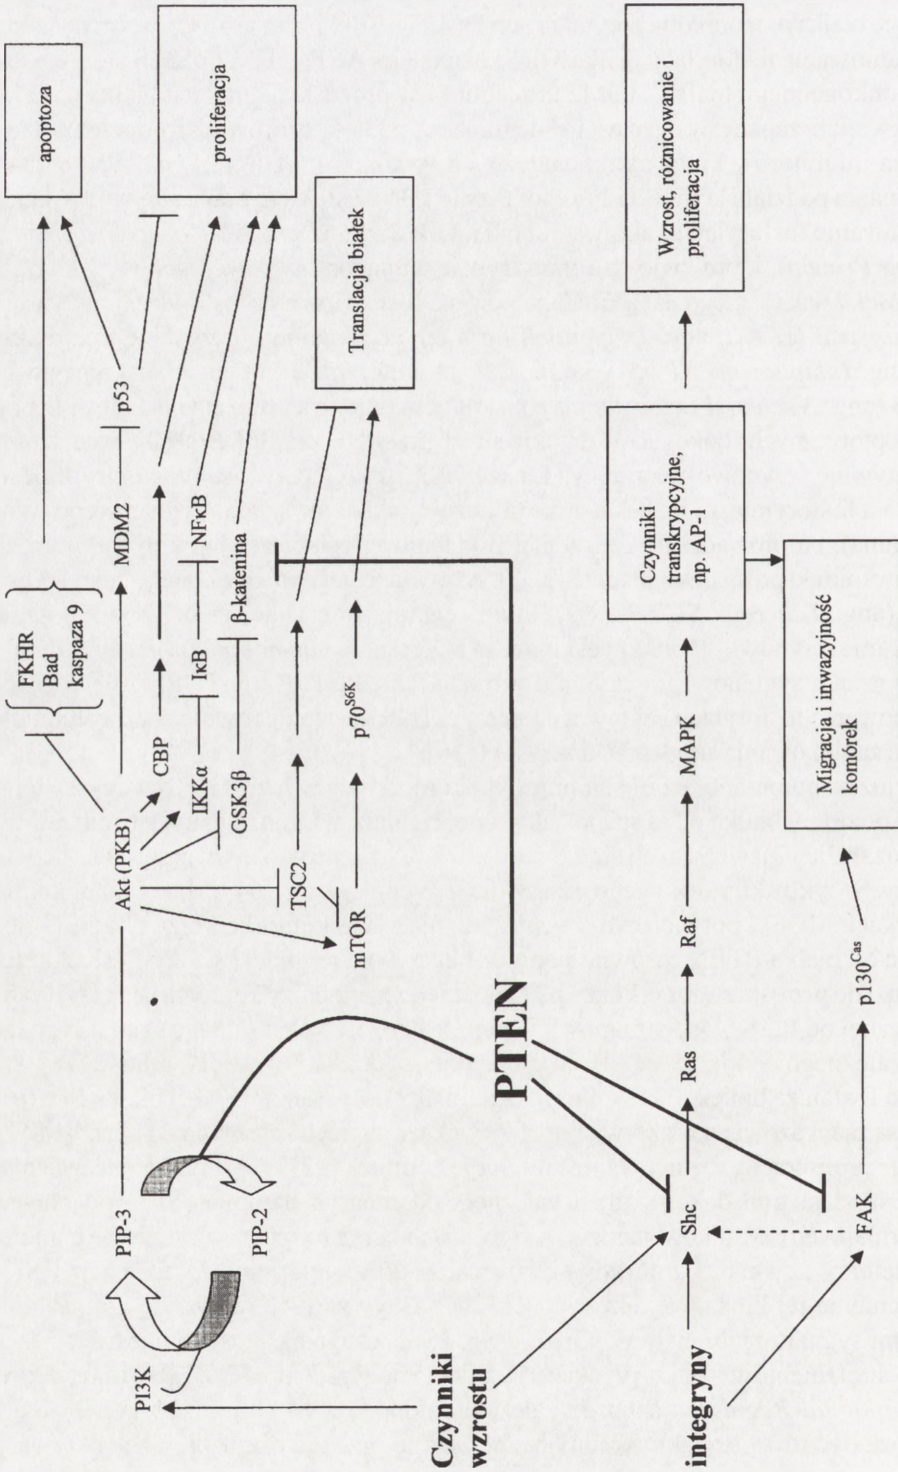 apoptoza
proliferacja
Translacja białek
Wzrost, różnicowanie i
proliferacja
FKHR
Bad
kaspaza 9
MDM2
p53
Akt (PKB)
CBP
IKKα
IκB
NFκB
GSK3β
β-katenina
TSC2
mTOR
p70S6K
PIP-3
PI3K
PIP-2
PTEN
Czynniki
wzrostu
integryny
Shc
Ras
Raf
MAPK
Czynniki
transkrypcyjne,
np. AP-1
Migracja i inwazyjność
komórek
FAK
p130Cas